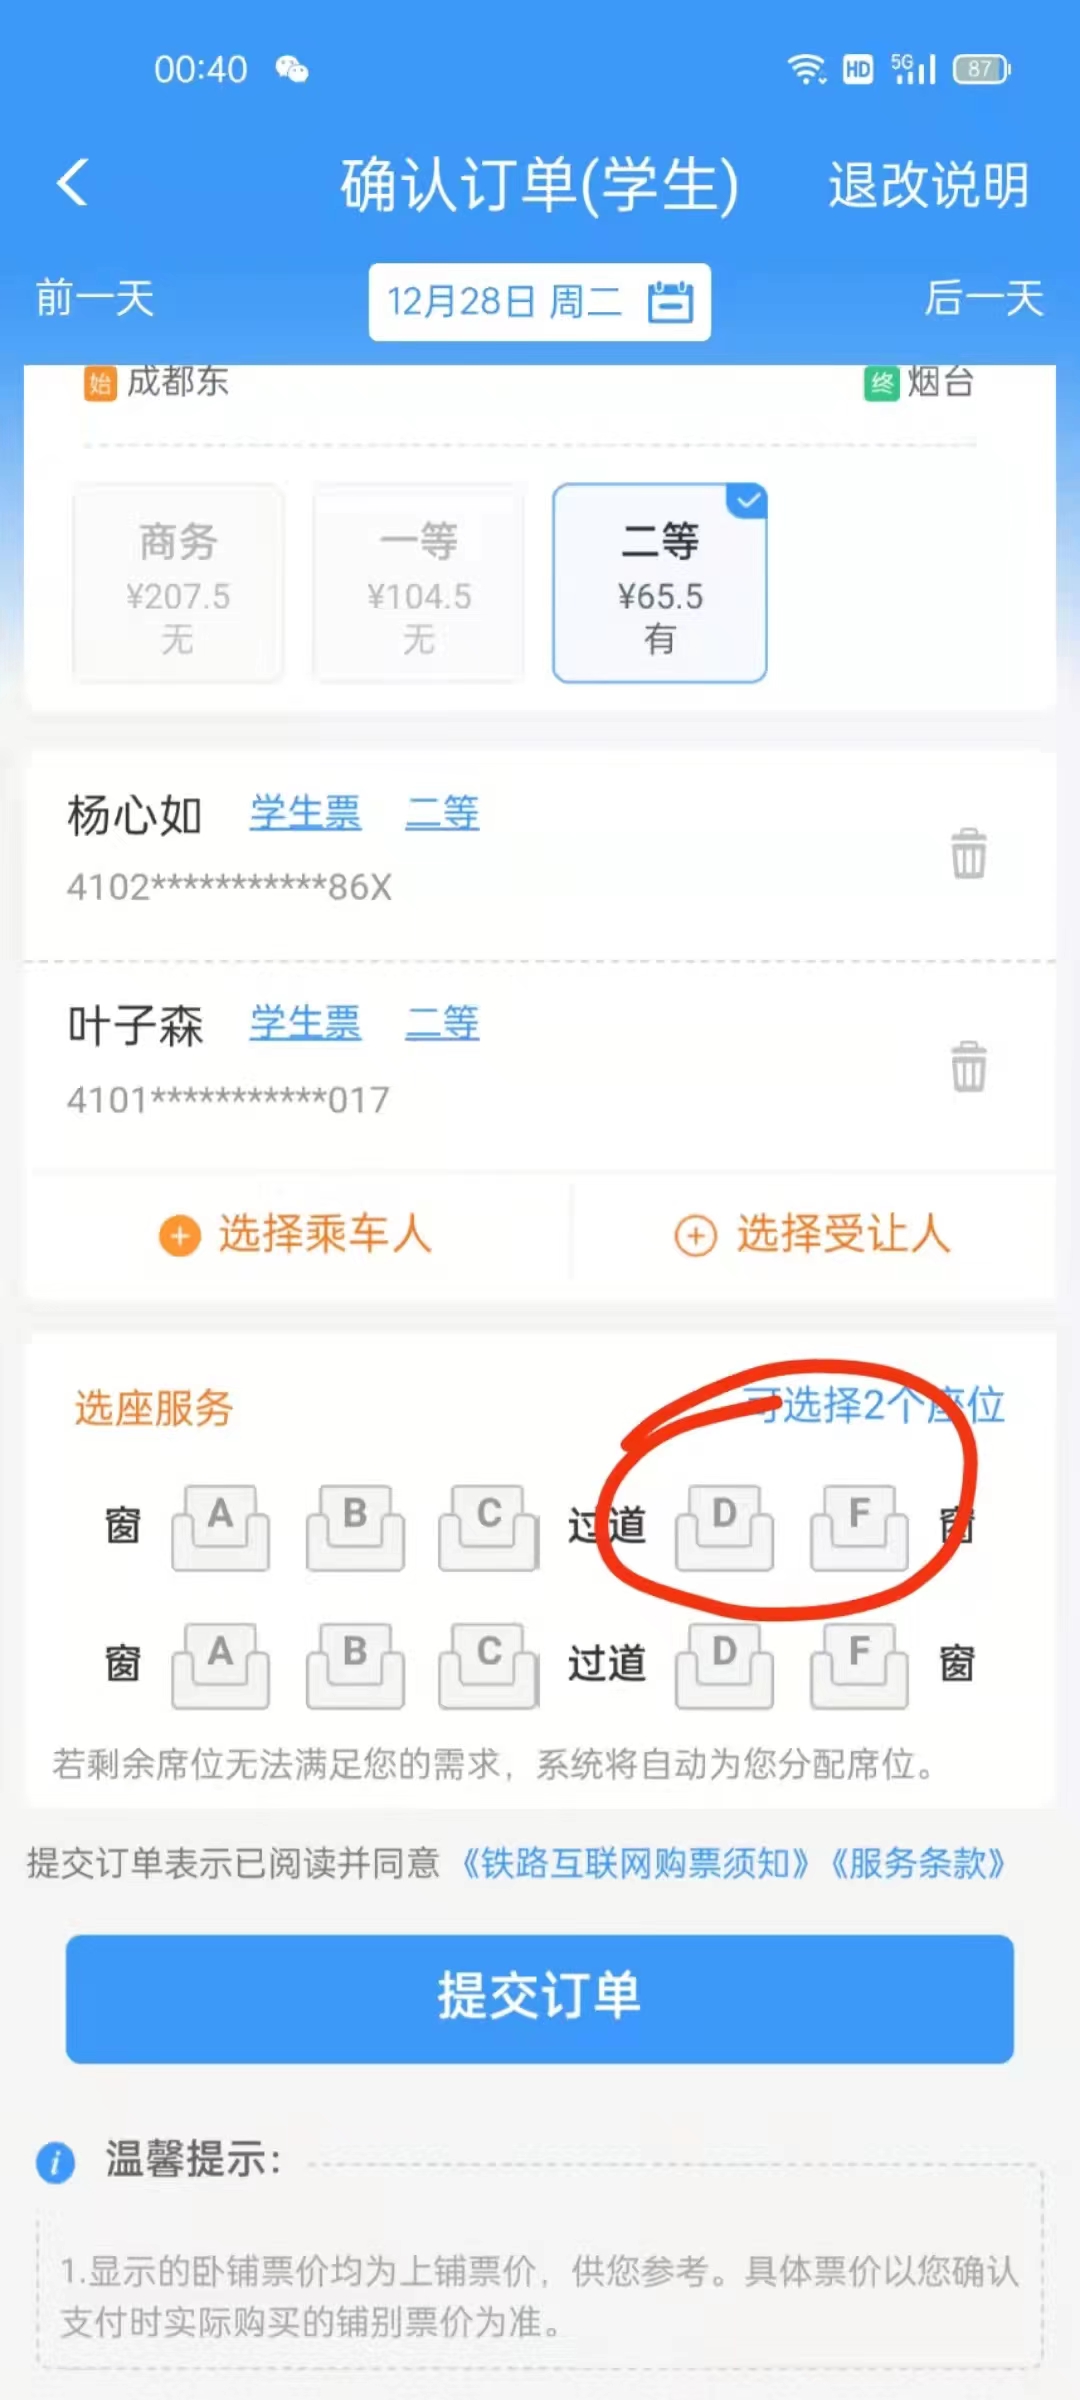 00:40 HD 5G 87
确认订单(学生) 退改说明
前一天 12月28日 周二 后一天
始 成都东 终 烟台
商务 一等 二等
¥207.5 ¥104.5 ¥65.5
无 无 有
杨心如 学生票 二等
4102***********86X
叶子森 学生票 二等
4101***********017
选择乘车人 选择受让人
选座服务 可选择2个座位
窗 A B C 过道 D F 窗
窗 A B C 过道 D F 窗
若剩余席位无法满足您的需求，系统将自动为您分配席位。
提交订单表示已阅读并同意《铁路互联网购票须知》《服务条款》
提交订单
温馨提示:
1.显示的卧铺票价均为上铺票价，供您参考。具体票价以您确认
支付时实际购买的铺别票价为准。